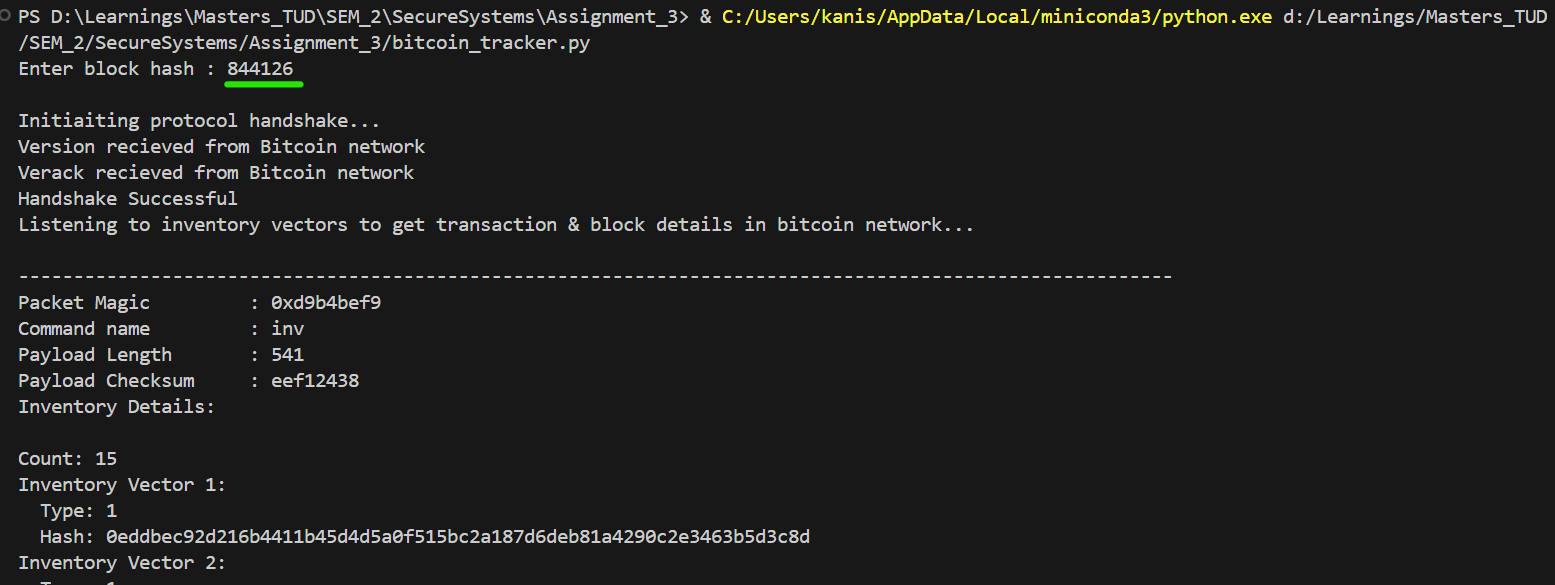 PS D:\Learnings\Masters_TUD\SEM_2\SecureSystems\Assignment_3> & C:/Users/kanis/AppData/Local/miniconda3/python.exe d:/Learnings/Masters_TUD
/SEM_2/SecureSystems/Assignment_3/bitcoin_tracker.py
Enter block hash : 844126
Initiaiting protocol handshake...
Version recieved from Bitcoin network
Verack recieved from Bitcoin network
Handshake Successful
Listening to inventory vectors to get transaction & block details in bitcoin network...
---------------------------------------------------------------------------------------------------------
Packet Magic : 0xd9b4bef9
Command name : inv
Payload Length : 541
Payload Checksum : eef12438
Inventory Details:
Count: 15
Inventory Vector 1:
Type: 1
Hash: 0eddbec92d216b4411b45d4d5a0f515bc2a187d6deb81a4290c2e3463b5d3c8d
Inventory Vector 2: